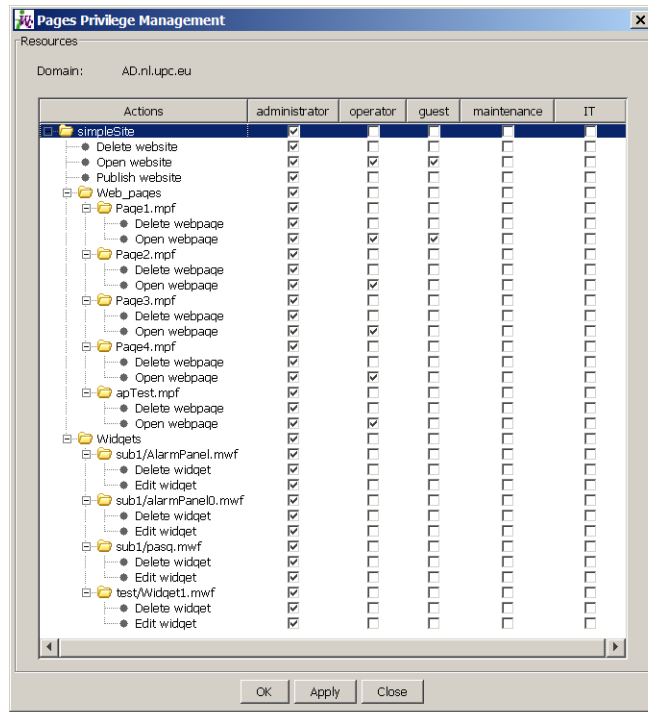 Pages Privilege Management
Resources
Domain: AD.nl.upc.eu
Actions administrator operator guest maintenance IT
simpleSite
Delete website
Open website
Publish website
Web_pages
Page1.mpf
Delete webpage
Open webpage
Page2.mpf
Delete webpage
Open webpage
Page3.mpf
Delete webpage
Open webpage
Page4.mpf
Delete webpage
Open webpage
apTest.mpf
Delete webpage
Open webpage
Widgets
sub1/AlarmPanel.mwf
Delete widget
Edit widget
sub1/alarmPanel0.mwf
Delete widget
Edit widget
sub1/pasq.mwf
Delete widget
Edit widget
test/Widget1.mwf
Delete widget
Edit widget
OK Apply Close